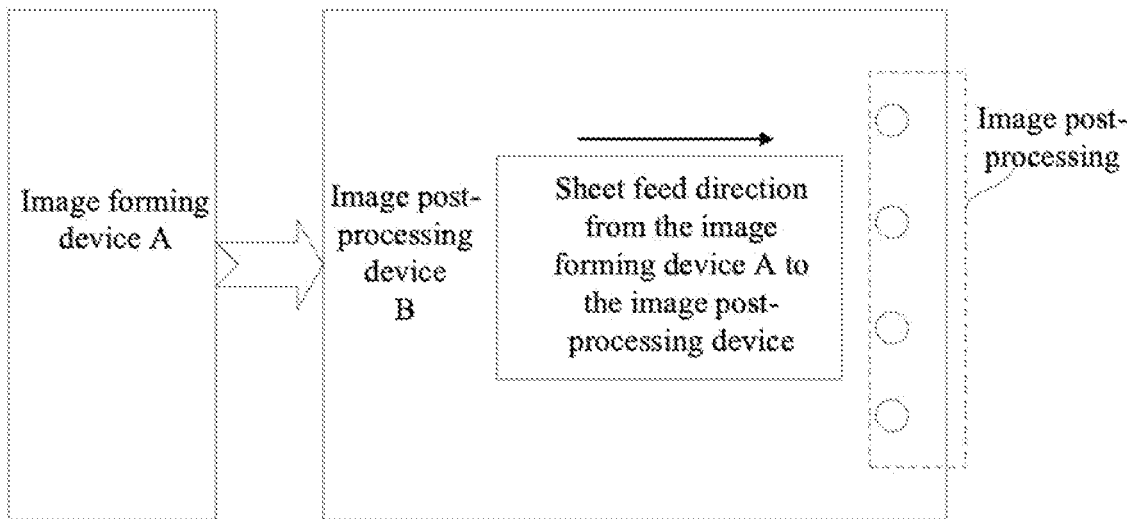 Image forming
device A
Image post-
processing
device
B
Sheet feed direction
from the image
forming device A to
the image post-
processing device
Image post-
processing